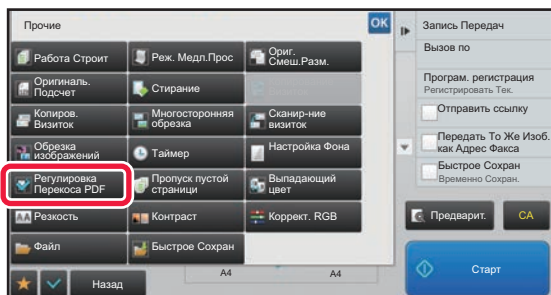 Прочие
OK
Работа Строит
Реж. Медл.Прос
Ориг.
Смеш.Разм.
Оригиналь.
Подсчет
Стирание
Копиров.
Визиток
Многосторонняя
обрезка
Сканир-ние
визиток
Обрезка
изображений
Таймер
Настройка Фона
Регулировка
Перекоса PDF
Пропуск пустой
страници
Выпадающий
цвет
Резкость
Контраст
Коррект. RGB
Файл
Быстрое Сохран
Назад
A4
A4
Запись Передач
Вызов по
Програм. регистрация
Регистрировать Тек.
Отправить ссылку
Передать То Же Изоб.
как Адрес Факса
Быстрое Сохран
Временно Сохран.
Предварит.
CA
Старт